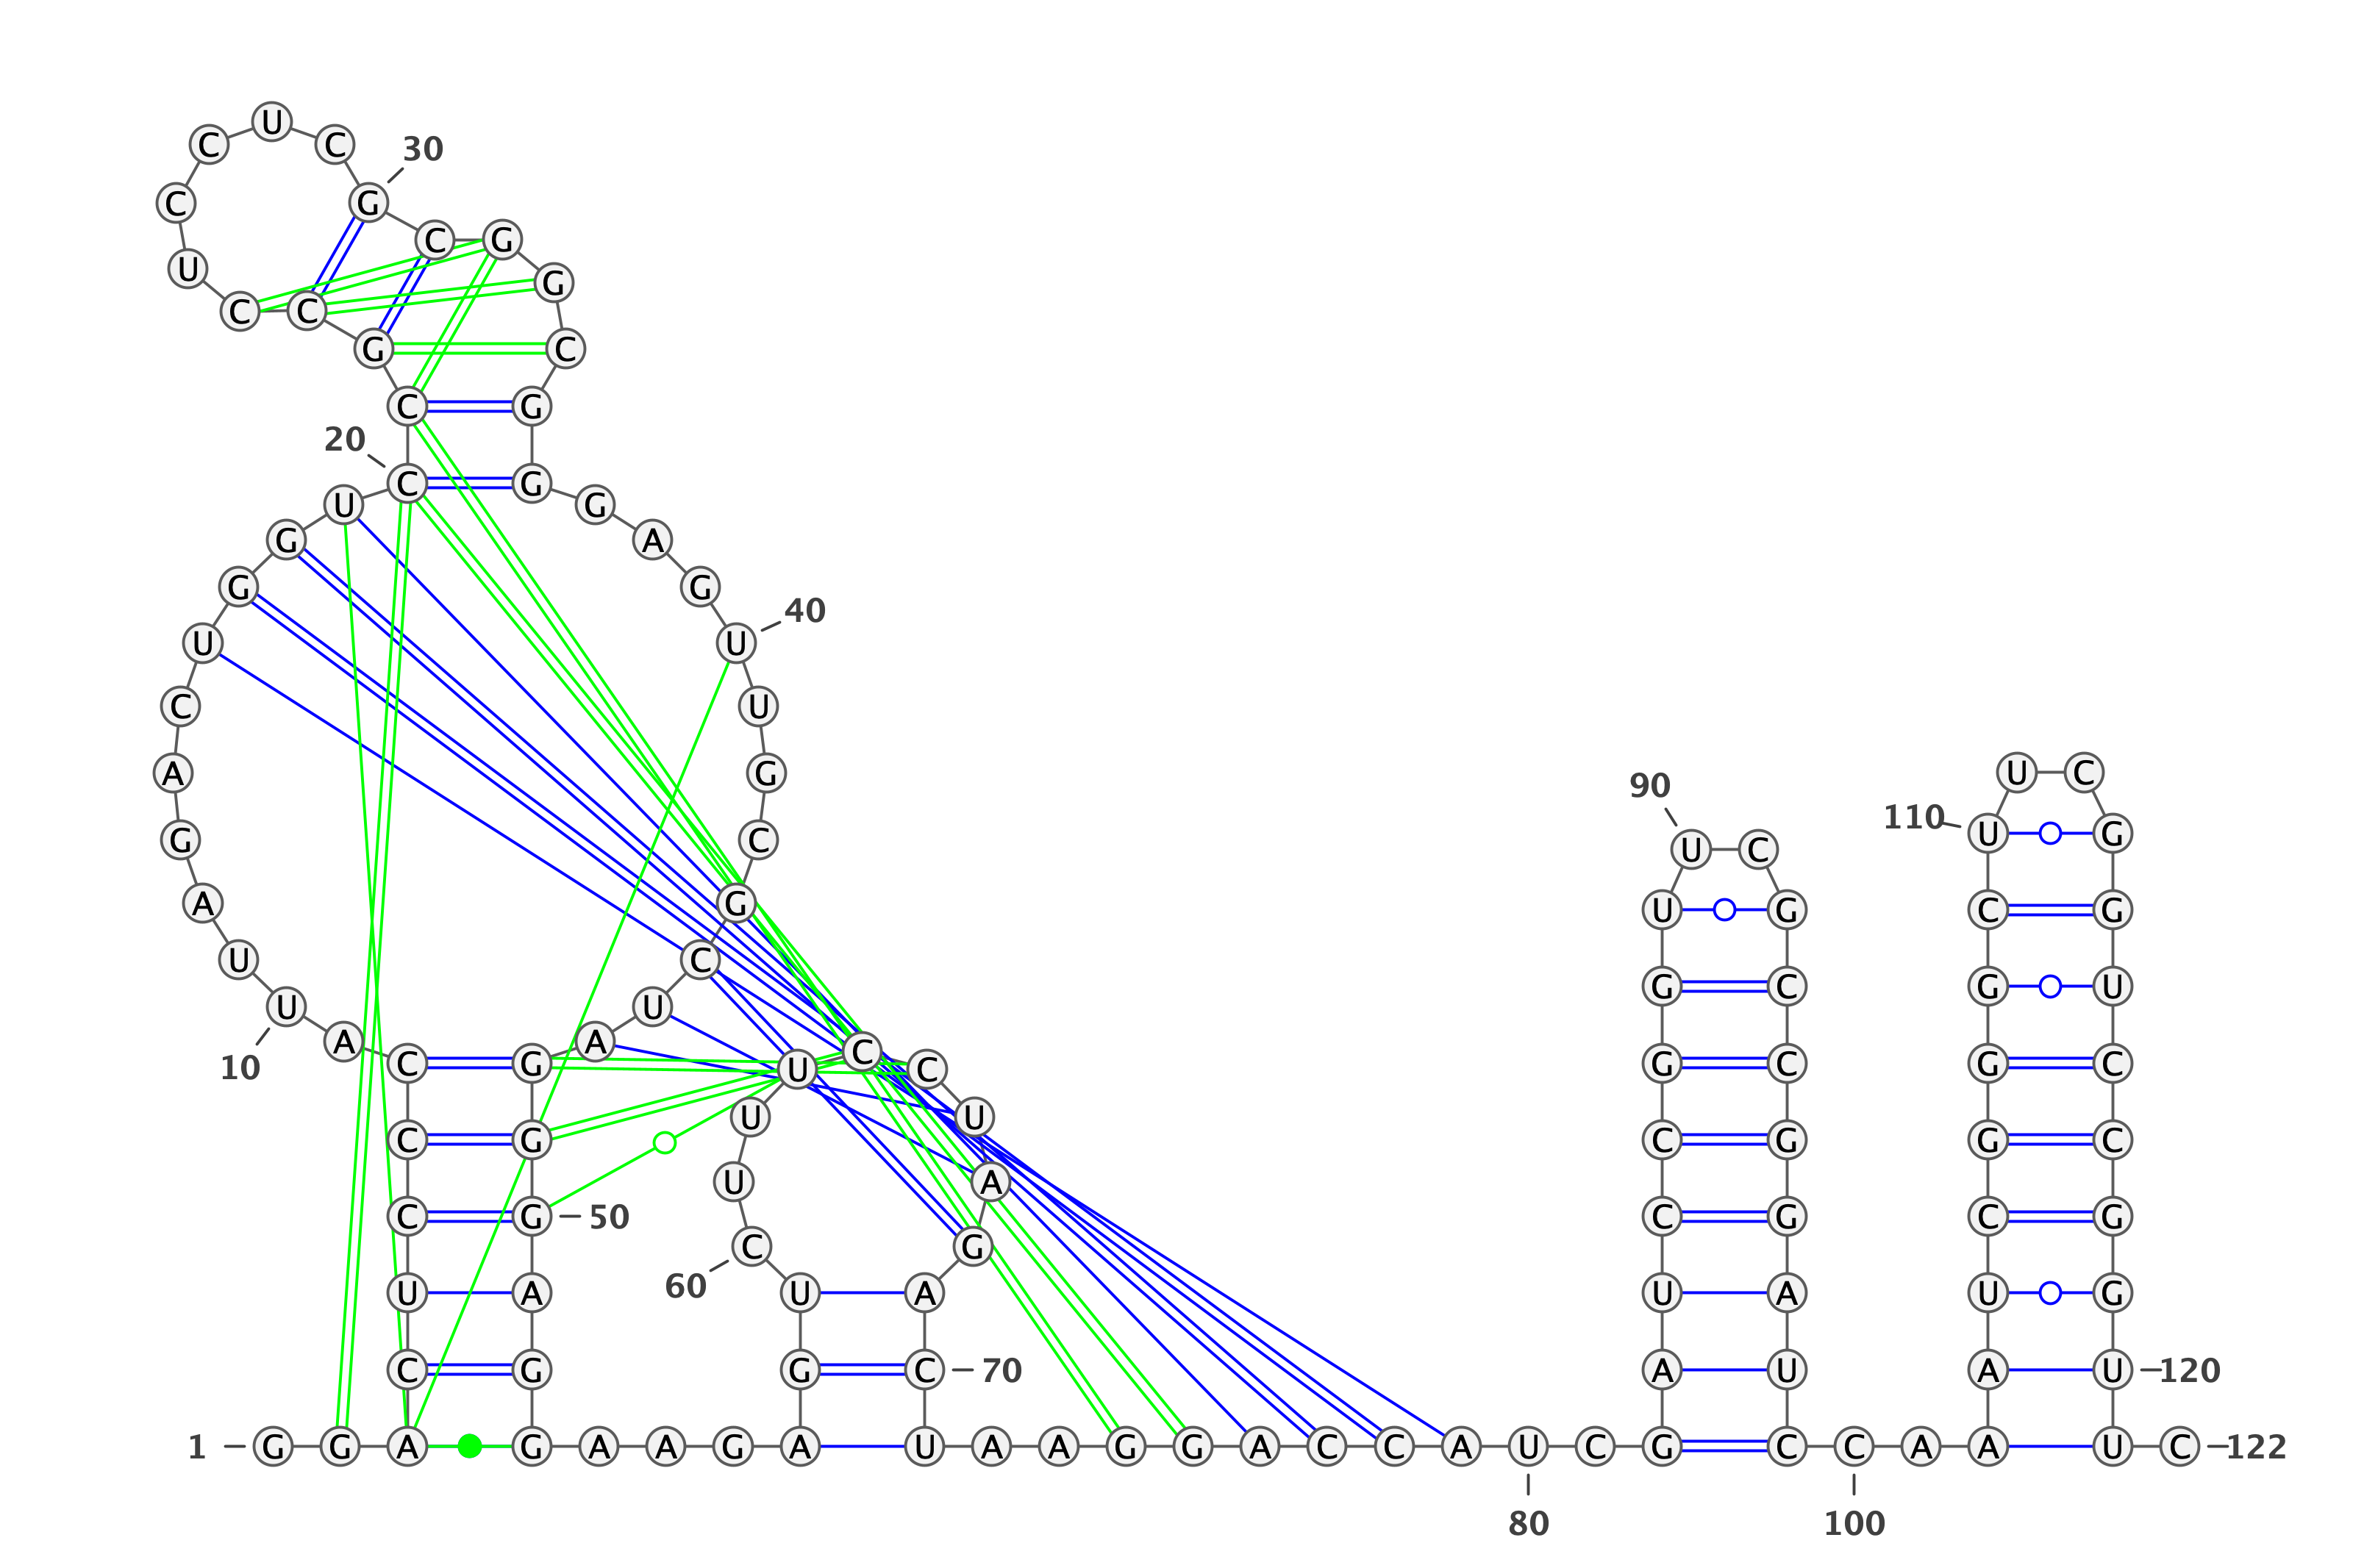 U
C C 30
C G
C G
U G
C C
G C
C G
20
C G
U G
G A
G G
40
U U
C U
A G U C
90
110
U G
G C U C
A G U G C G
U C
G C G U
U U
A A
C
C G U C G C G C
10
U U
C G C G G C
U A
C G 50 C G C G
C G
60
U A U A U A U G
C G G C 70 A U A U 120
1 G G A G A A G A U A A G G A C C A U C G C C A A U C 122
80 100